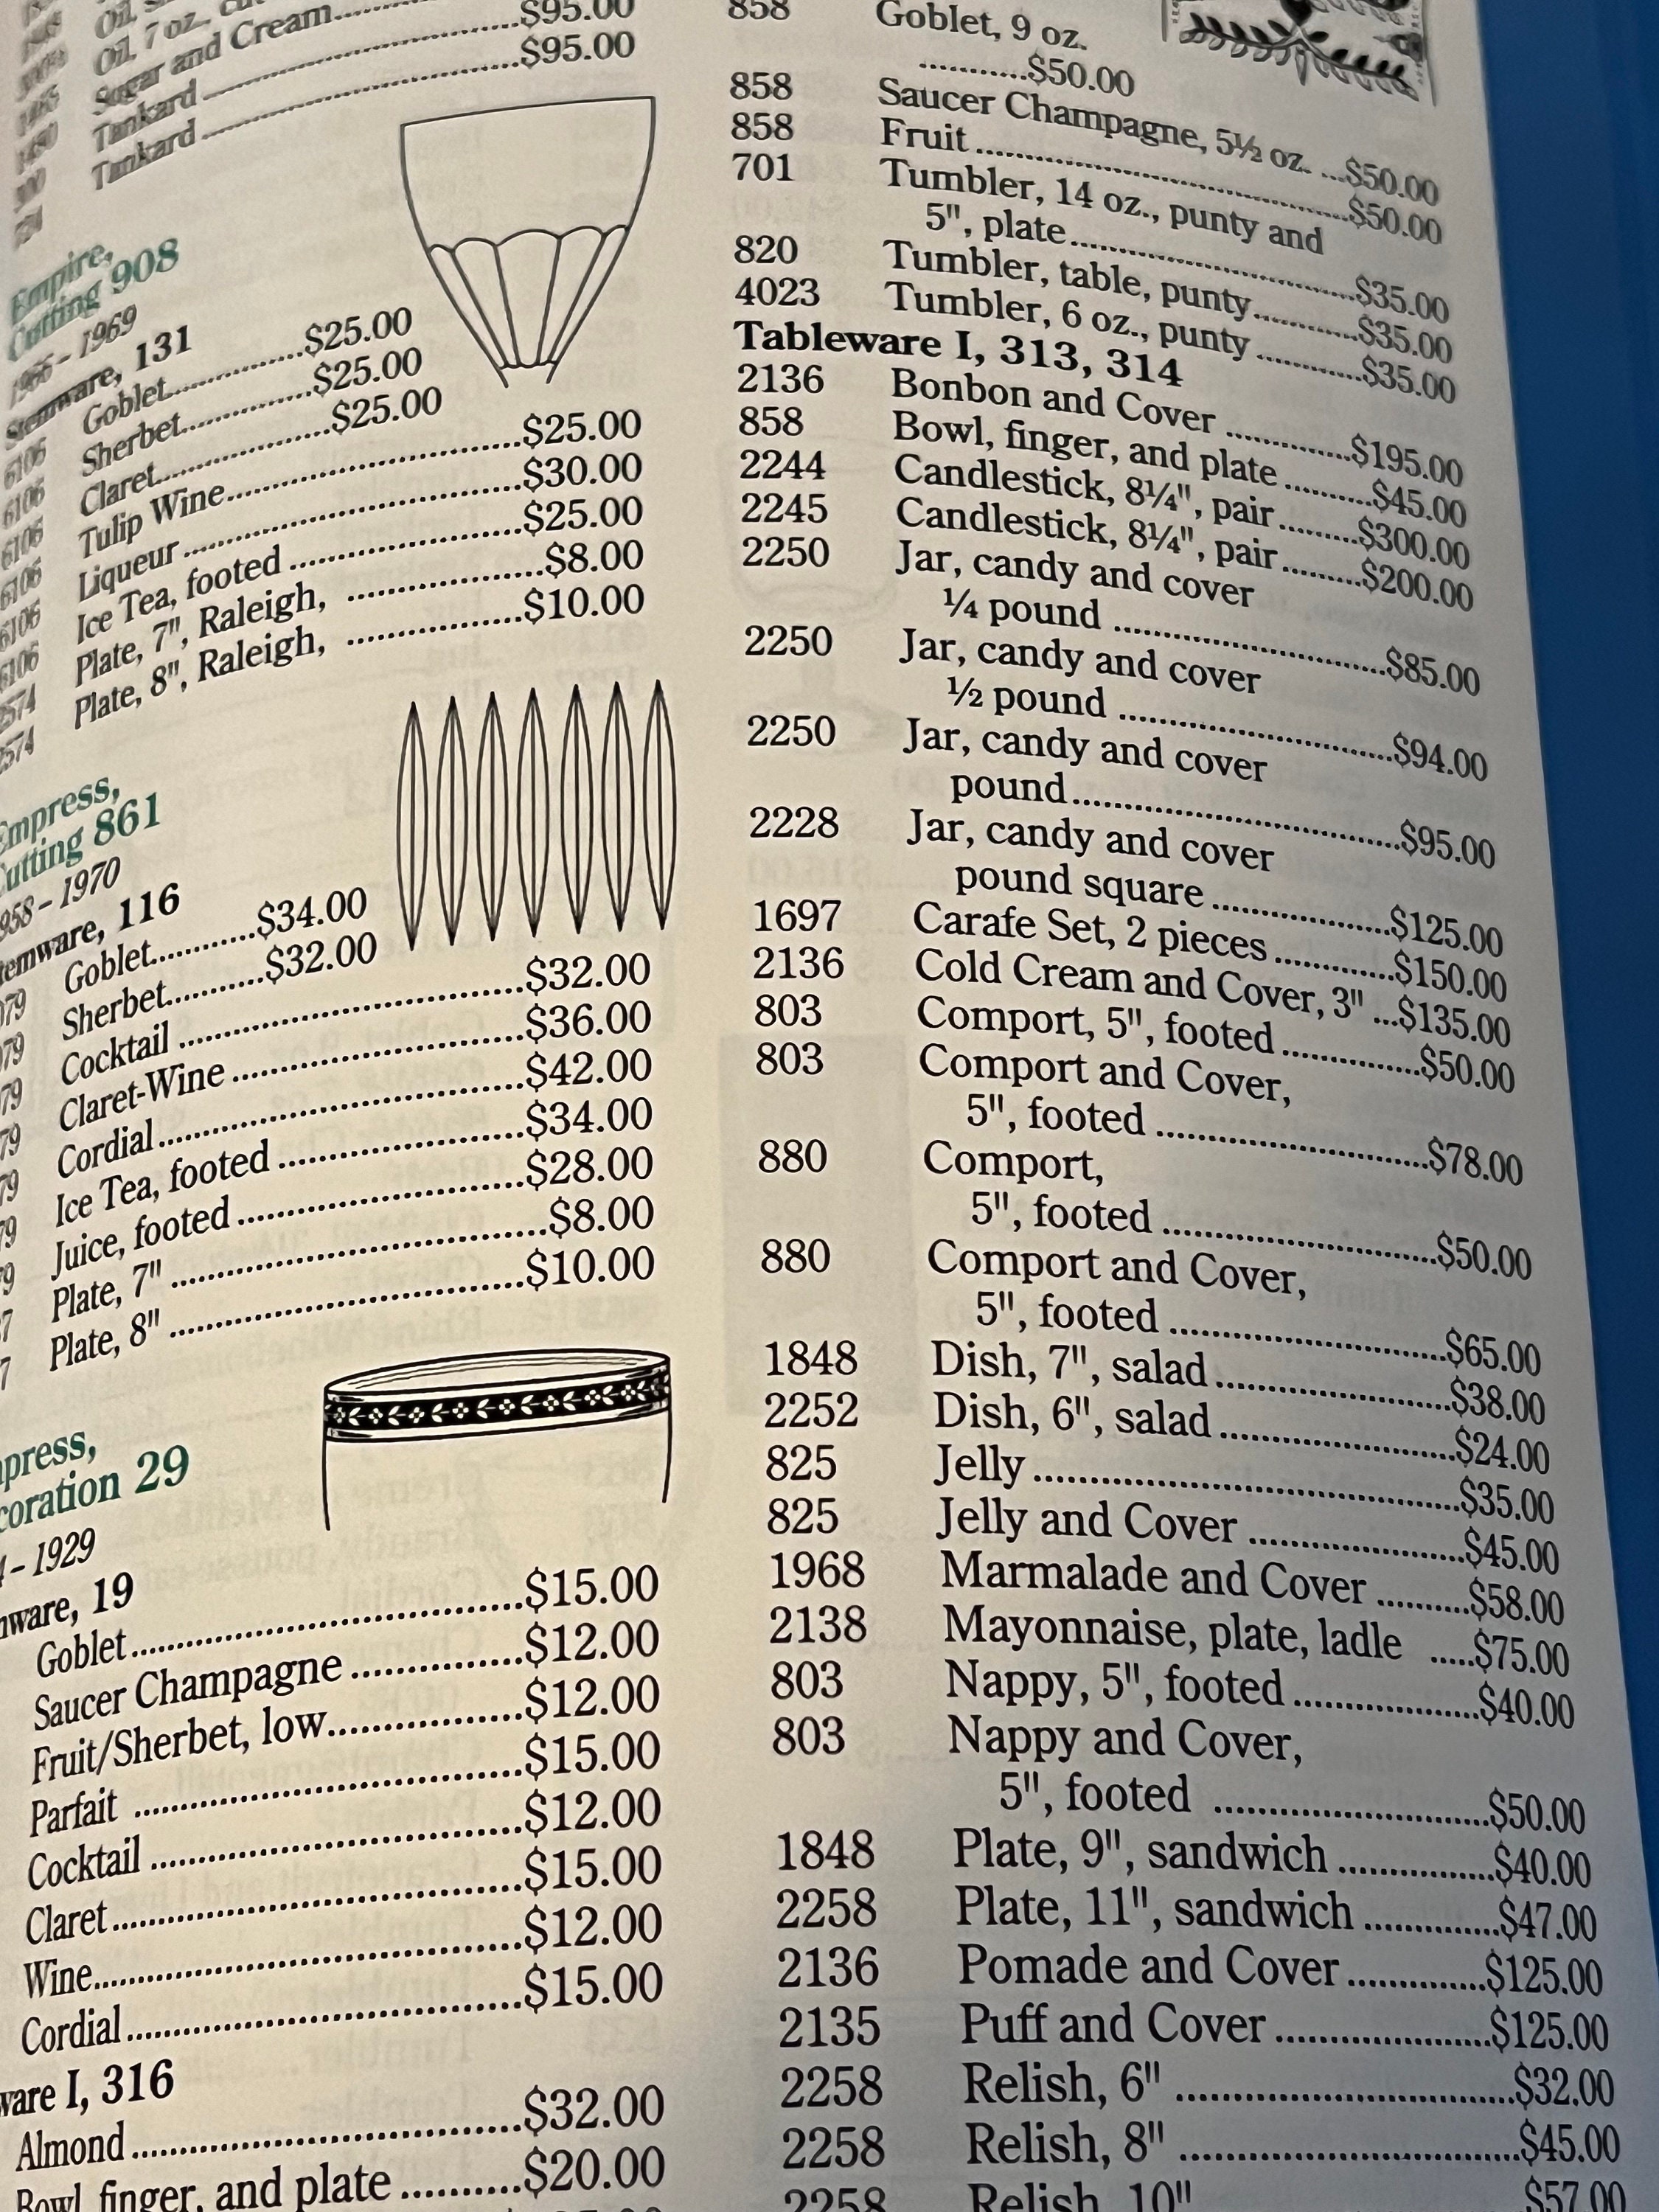 Oil, 7 oz.,
Sugar and Cream
Tankard ........ $95.00
Tankard ........ $95.00
Empire,
Cutting 908
1966 – 1969
Stemware, 131
6106 Goblet ........ $25.00
6106 Sherbet ........ $25.00
6106 Claret ........ $25.00
6106 Tulip Wine ........ $25.00
6106 Liqueur ........ $30.00
6106 Ice Tea, footed ........ $25.00
2574 Plate, 7", Raleigh, ........ $8.00
2574 Plate, 8", Raleigh, ........ $10.00
Empress,
Cutting 861
1958 – 1970
Stemware, 116
079 Goblet ........ $34.00
079 Sherbet ........ $32.00
79 Cocktail ........ $32.00
79 Claret-Wine ........ $36.00
79 Cordial ........ $42.00
79 Ice Tea, footed ........ $34.00
9 Juice, footed ........ $28.00
7 Plate, 7" ........ $8.00
7 Plate, 8" ........ $10.00
press,
coration 29
– 1929
ware, 19
Goblet ........ $15.00
Saucer Champagne ........ $12.00
Fruit/Sherbet, low ........ $12.00
Parfait ........ $15.00
Cocktail ........ $12.00
Claret ........ $15.00
Wine ........ $12.00
Cordial ........ $15.00
ware I, 316
Almond ........ $32.00
Bowl, finger, and plate ........ $20.00
858 Goblet, 9 oz.
........ $50.00
858 Saucer Champagne, 5½ oz. ... $50.00
858 Fruit ........ $50.00
701 Tumbler, 14 oz., punty and
5", plate ........ $35.00
820 Tumbler, table, punty ........ $35.00
4023 Tumbler, 6 oz., punty ........ $35.00
Tableware I, 313, 314
2136 Bonbon and Cover ........ $195.00
858 Bowl, finger, and plate ........ $45.00
2244 Candlestick, 8¼", pair ........ $300.00
2245 Candlestick, 8¼", pair ........ $200.00
2250 Jar, candy and cover
¼ pound ........ $85.00
2250 Jar, candy and cover
½ pound ........ $94.00
2250 Jar, candy and cover
pound ........ $95.00
2228 Jar, candy and cover
pound square ........ $125.00
1697 Carafe Set, 2 pieces ........ $150.00
2136 Cold Cream and Cover, 3" ... $135.00
803 Comport, 5", footed ........ $50.00
803 Comport and Cover,
5", footed ........ $78.00
880 Comport,
5", footed ........ $50.00
880 Comport and Cover,
5", footed ........ $65.00
1848 Dish, 7", salad ........ $38.00
2252 Dish, 6", salad ........ $24.00
825 Jelly ........ $35.00
825 Jelly and Cover ........ $45.00
1968 Marmalade and Cover ........ $58.00
2138 Mayonnaise, plate, ladle ..... $75.00
803 Nappy, 5", footed ........ $40.00
803 Nappy and Cover,
5", footed ........ $50.00
1848 Plate, 9", sandwich ........ $40.00
2258 Plate, 11", sandwich ........ $47.00
2136 Pomade and Cover ........ $125.00
2135 Puff and Cover ........ $125.00
2258 Relish, 6" ........ $32.00
2258 Relish, 8" ........ $45.00
2258 Relish, 10" $57.00